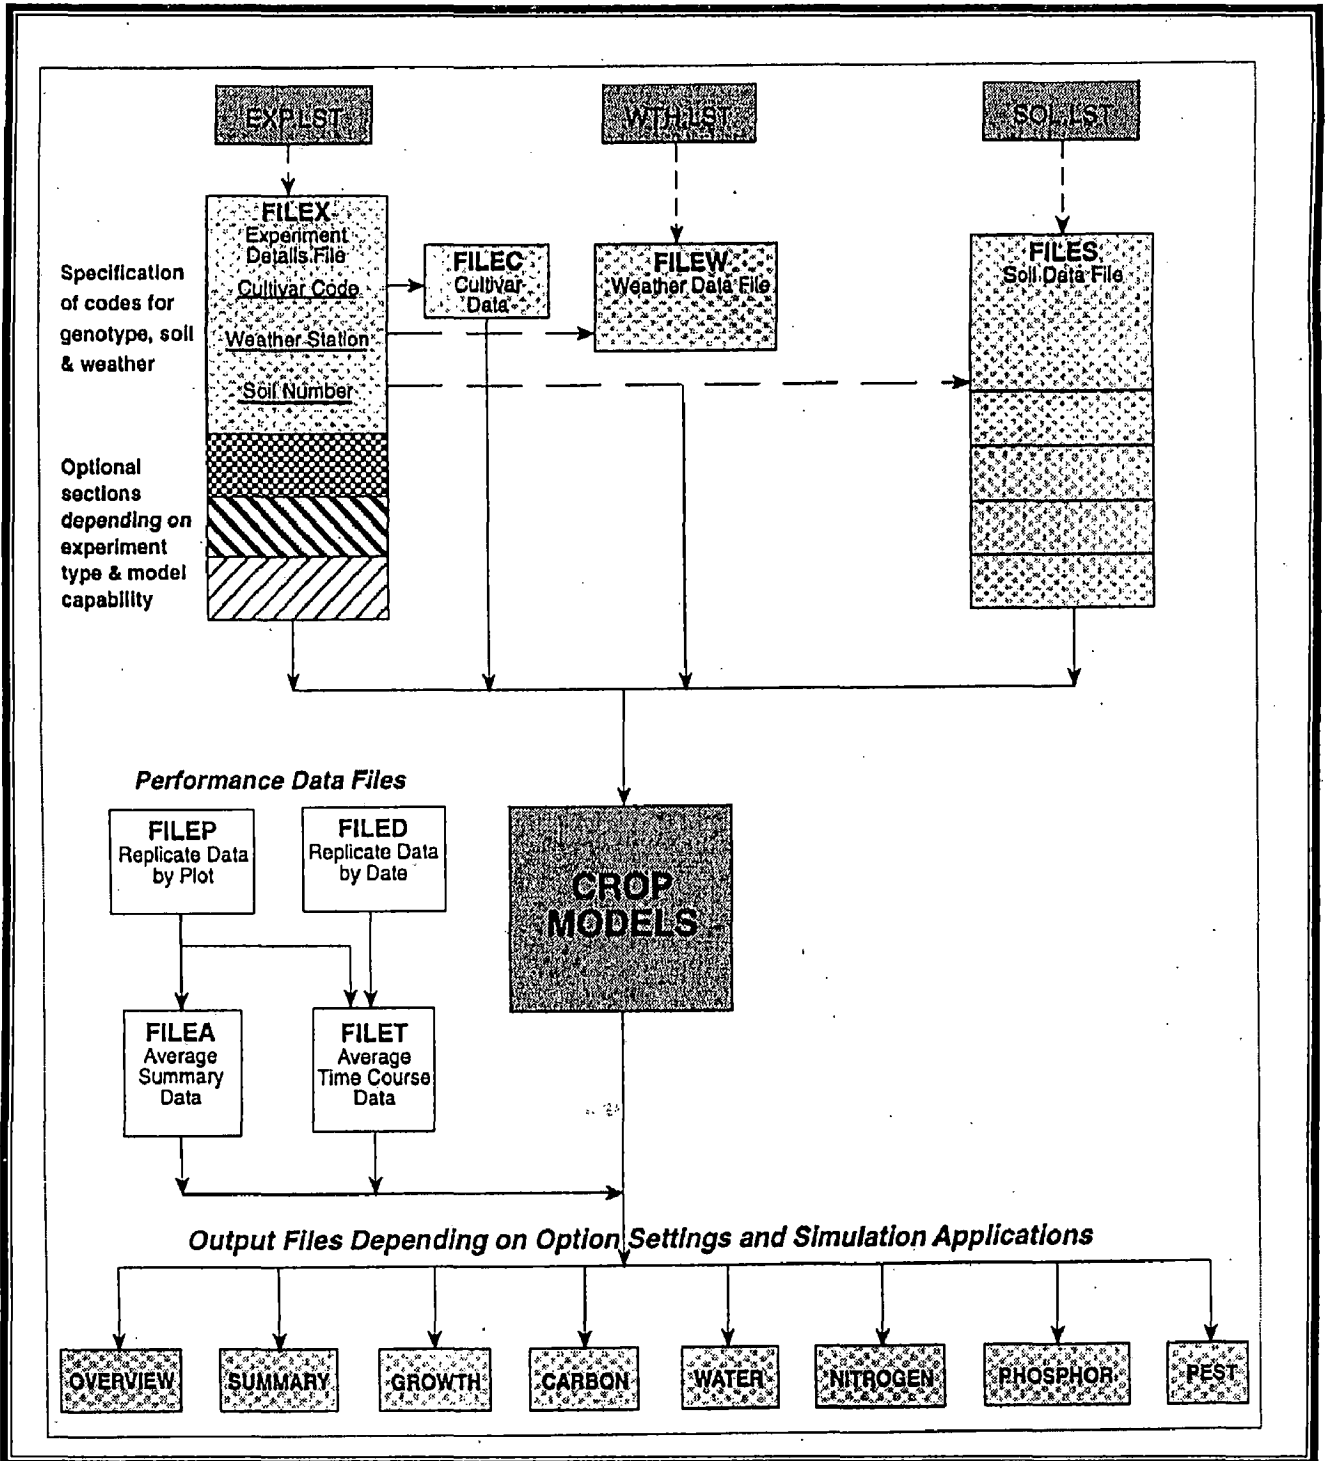 EXP.LST
WTH.LST
SOL.LST
FILEX
Experiment
Details File
Cultivar Code
Weather Station
Soil Number
FILEC
Cultivar
Data
FILEW
Weather Data File
FILES
Soil Data File
Specification
of codes for
genotype, soil
& weather
Optional
sections
depending on
experiment
type & model
capability
Performance Data Files
FILEP
Replicate Data
by Plot
FILED
Replicate Data
by Date
CROP
MODELS
FILEA
Average
Summary
Data
FILET
Average
Time Course
Data
Output Files Depending on Option Settings and Simulation Applications
OVERVIEW
SUMMARY
GROWTH
CARBON
WATER
NITROGEN
PHOSPHOR
PEST